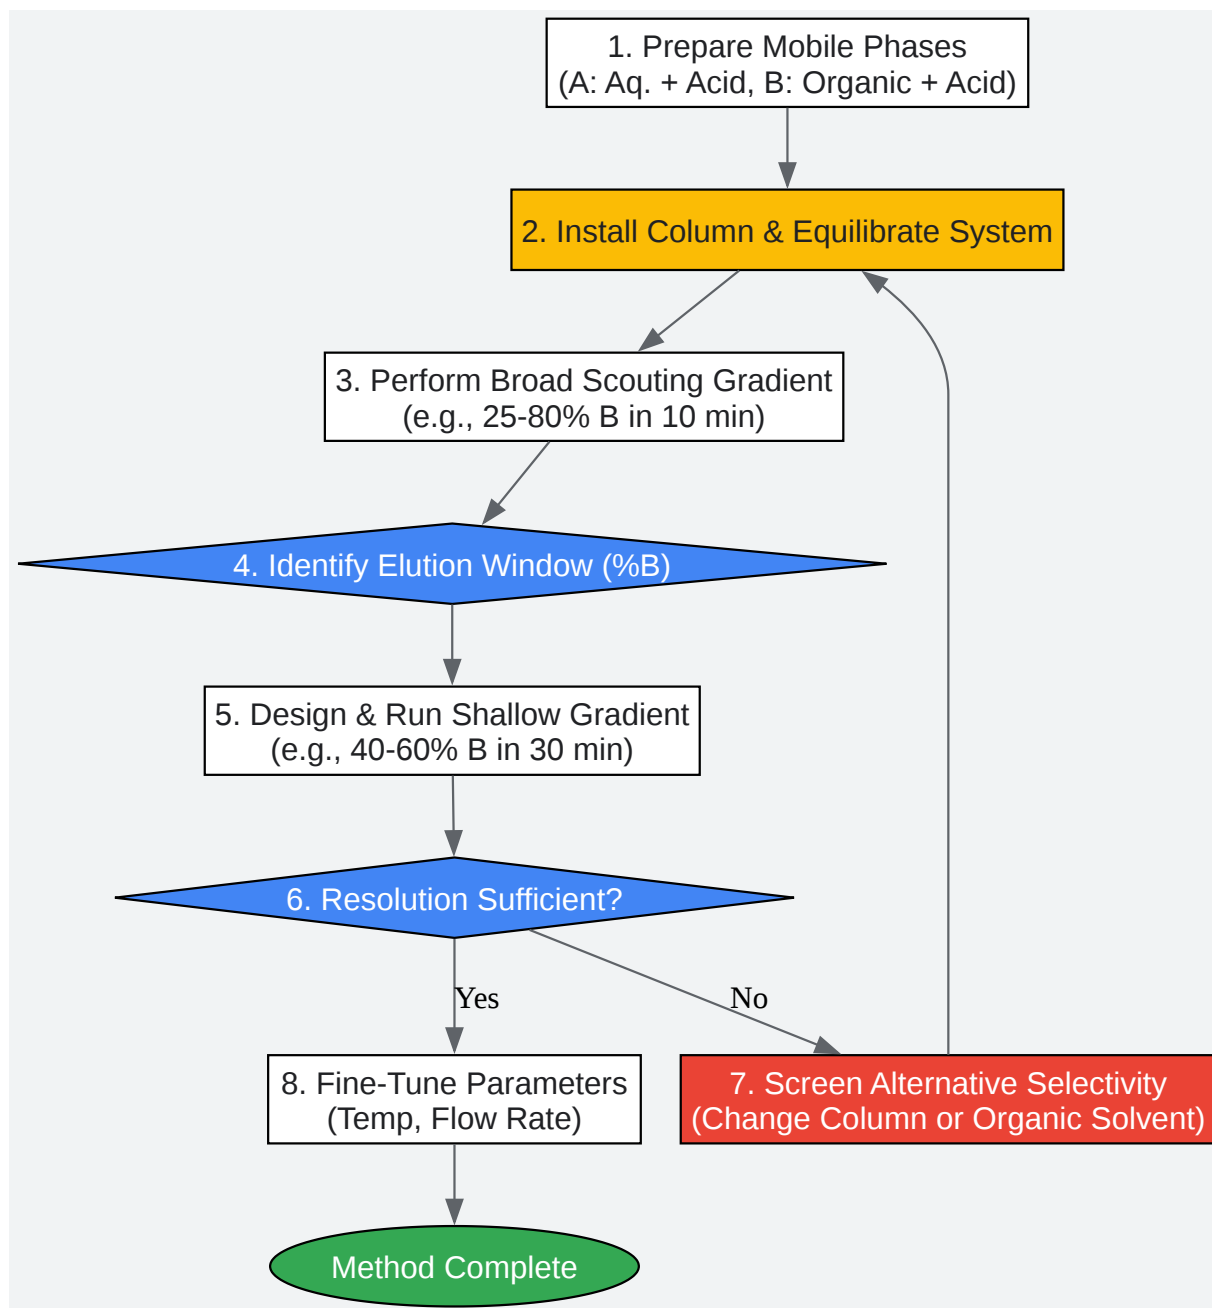 1. Prepare Mobile Phases
(A: Aq. + Acid, B: Organic + Acid)
2. Install Column & Equilibrate System
3. Perform Broad Scouting Gradient
(e.g., 25-80% B in 10 min)
4. Identify Elution Window (%B)
5. Design & Run Shallow Gradient
(e.g., 40-60% B in 30 min)
6. Resolution Sufficient?
Yes
No
8. Fine-Tune Parameters
(Temp, Flow Rate)
7. Screen Alternative Selectivity
(Change Column or Organic Solvent)
Method Complete